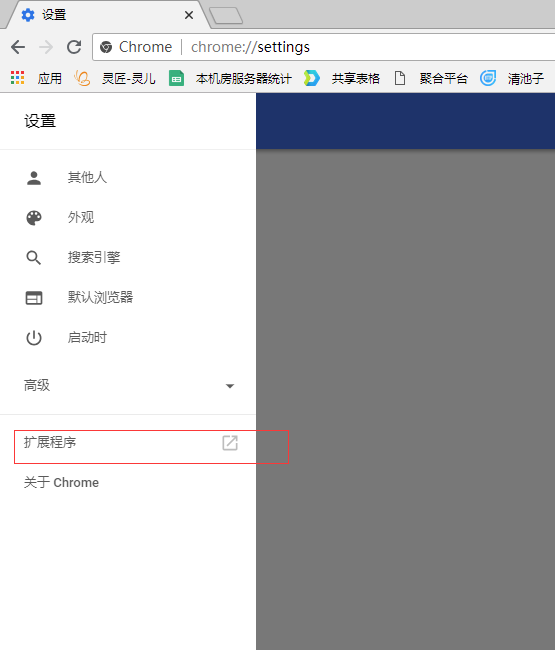 设置
Chrome | chrome://settings
应用 灵匠-灵儿 本机房服务器统计 共享表格 聚合平台 清池子
设置
其他人
外观
搜索引擎
默认浏览器
启动时
高级
扩展程序
关于 Chrome